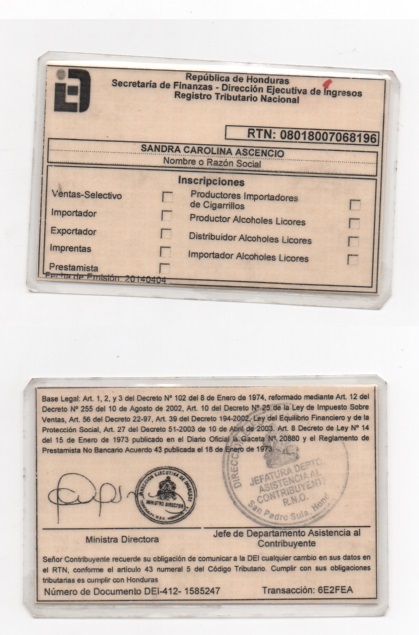 República de Honduras
Secretaría de Finanzas - Dirección Ejecutiva de Ingresos
Registro Tributario Nacional
RTN: 08018007068196
SANDRA CAROLINA ASCENCIO
Nombre o Razón Social
Inscripciones
Ventas-Selectivo
Importador
Exportador
Imprentas
Prestamista
Productores Importadores
de Cigarrillos
Productor Alcoholes Licores
Distribuidor Alcoholes Licores
Importador Alcoholes Licores
Fecha de Emisión: 20140404
Base Legal: Art. 1, 2, y 3 del Decreto Nº 102 del 8 de Enero de 1974, reformado mediante Art. 12 del
Decreto Nº 255 del 10 de Agosto de 2002, Art. 10 del Decreto Nº 25 de la Ley de Impuesto Sobre
Ventas, Art. 56 del Decreto 22-97, Art. 39 del Decreto 194-2002, Ley del Equilibrio Financiero y de la
Protección Social, Art. 27 del Decreto 51-2003 de 10 de Abril de 2003. Art. 8 Decreto de Ley Nº 14
del 15 de Enero de 1973 publicado en el Diario Oficial la Gaceta Nº 20880 y el Reglamento de
Prestamista No Bancario Acuerdo 43 publicado el 18 de Enero de 1973
MINISTRO DIRECTOR
JEFATURA DEPTO.
ASISTENCIA AL
CONTRIBUYENTE
R.N.O.
San Pedro Sula, Hond.
Ministra Directora
Jefe de Departamento Asistencia al
Contribuyente
Señor Contribuyente recuerde su obligación de comunicar a la DEI cualquier cambio en sus datos en
el RTN, conforme el artículo 43 numeral 5 del Código Tributario. Cumplir con sus obligaciones
tributarias es cumplir con Honduras
Número de Documento DEI-412- 1585247
Transacción: 6E2FEA